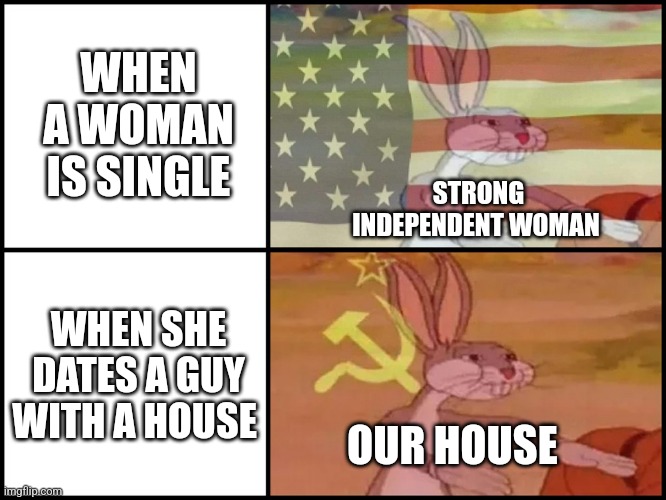 WHEN
A WOMAN
IS SINGLE
STRONG
INDEPENDENT WOMAN
WHEN SHE
DATES A GUY
WITH A HOUSE
OUR HOUSE
imgflip.com